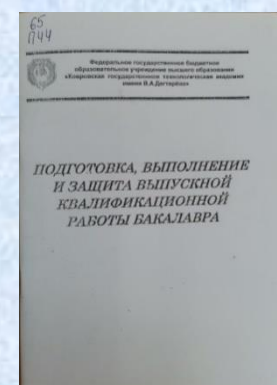 65
П44
Федеральное государственное бюджетное
образовательное учреждение высшего образования
«Ковровская государственная технологическая академия
имени В.А.Дегтярева»
ПОДГОТОВКА, ВЫПОЛНЕНИЕ
И ЗАЩИТА ВЫПУСКНОЙ
КВАЛИФИКАЦИОННОЙ
РАБОТЫ БАКАЛАВРА